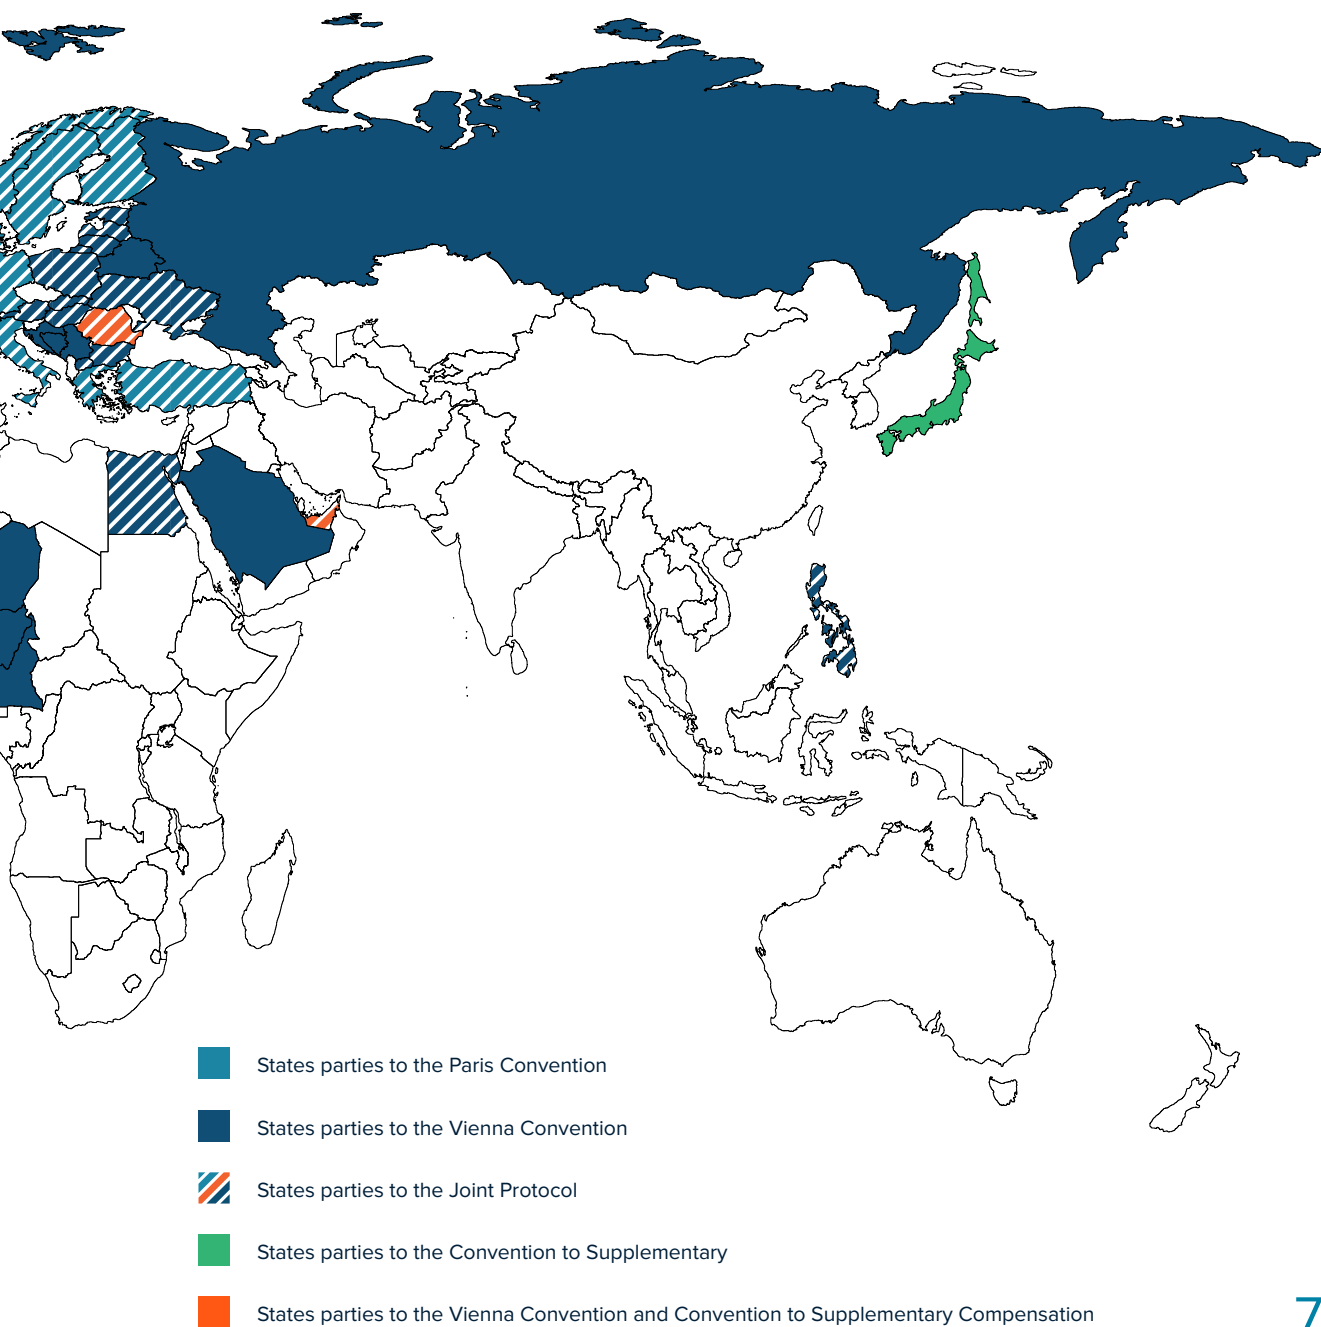 States parties to the Paris Convention
States parties to the Vienna Convention
States parties to the Joint Protocol
States parties to the Convention to Supplementary
States parties to the Vienna Convention and Convention to Supplementary Compensation
7